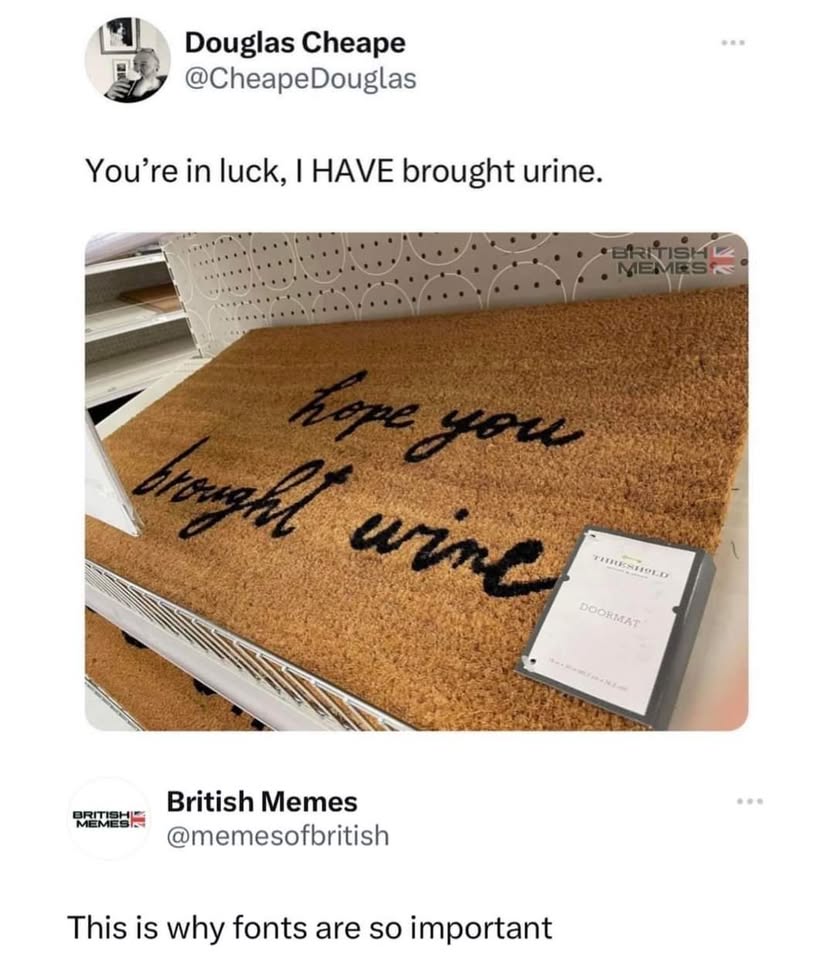 Douglas Cheape
@CheapeDouglas
You're in luck, I HAVE brought urine.
BRITISH
MEMES
hope you
brought wine
THRESHOLD
DOORMAT
BRITISH
MEMES
British Memes
@memesofbritish
This is why fonts are so important